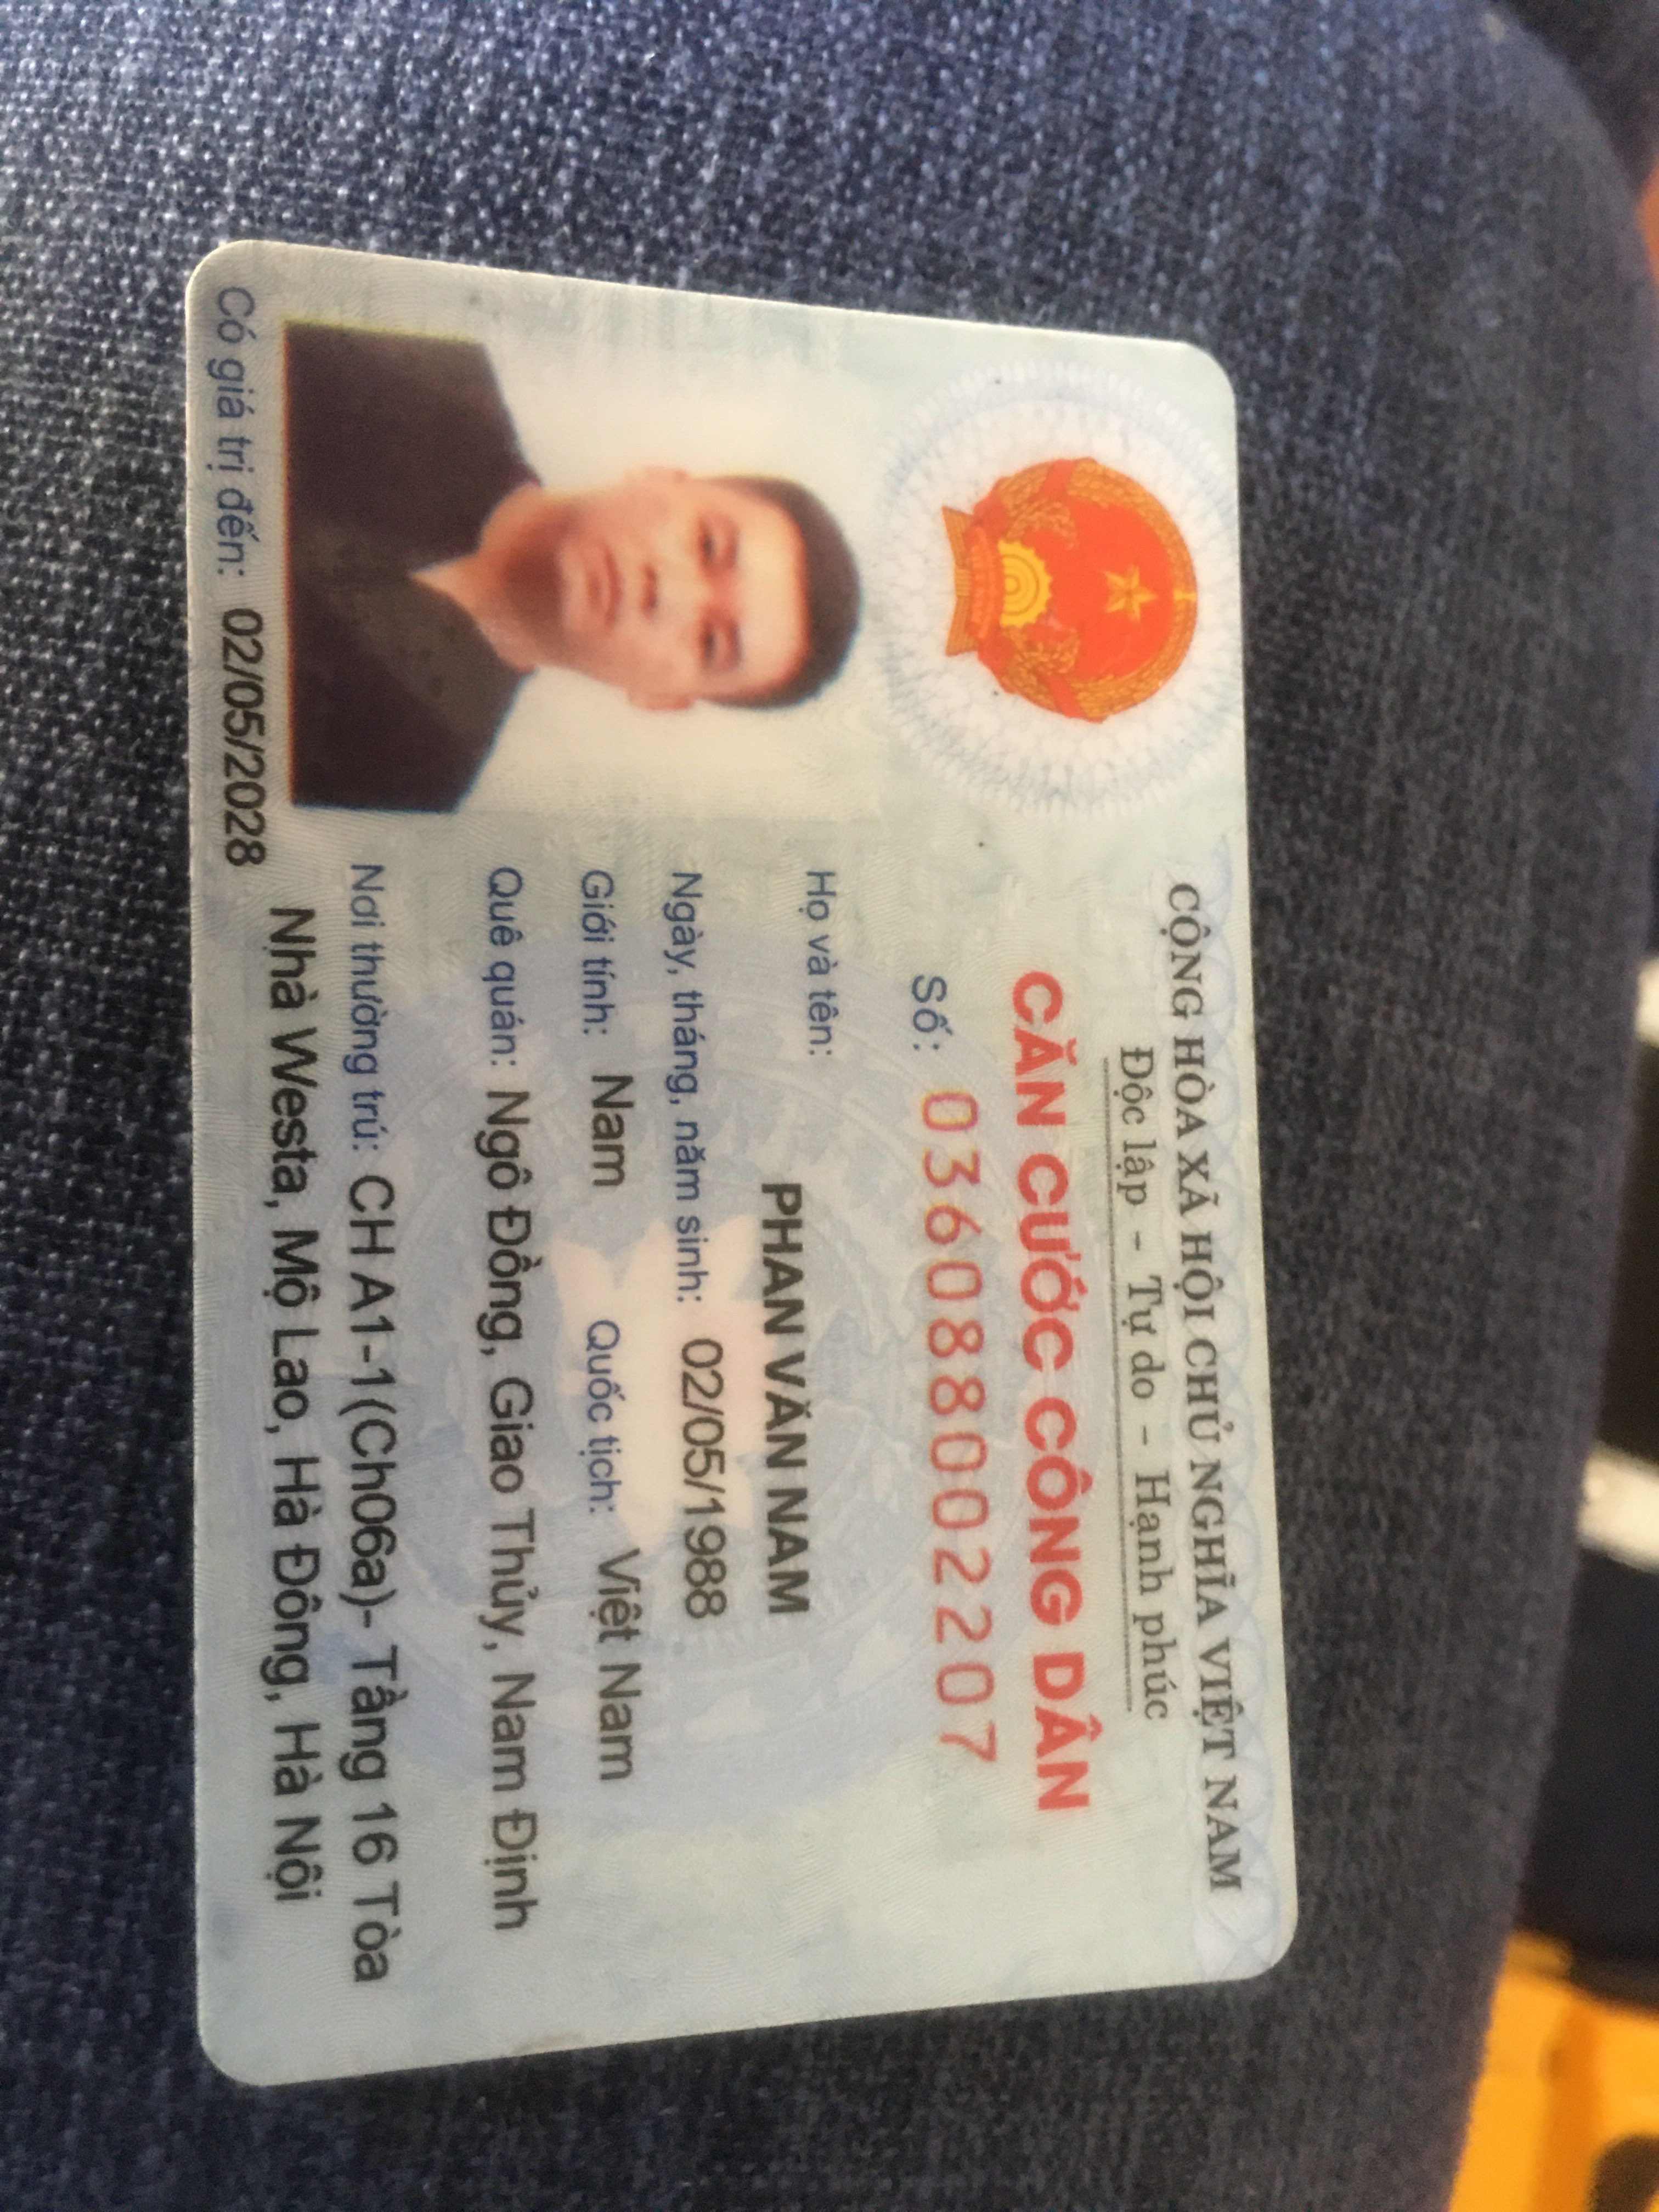 CỘNG HÒA XÃ HỘI CHỦ NGHĨA VIỆT NAM
Độc lập - Tự do - Hạnh phúc
CĂN CƯỚC CÔNG DÂN
Số: 036088002207
Họ và tên:
PHAN VĂN NAM
Ngày, tháng, năm sinh: 02/05/1988
Giới tính: Nam Quốc tịch: Việt Nam
Quê quán: Ngô Đồng, Giao Thủy, Nam Định
Nơi thường trú: CH A1-1(Ch06a)- Tầng 16 Tòa
Nhà Westa, Mộ Lao, Hà Đông, Hà Nội
Có giá trị đến: 02/05/2028